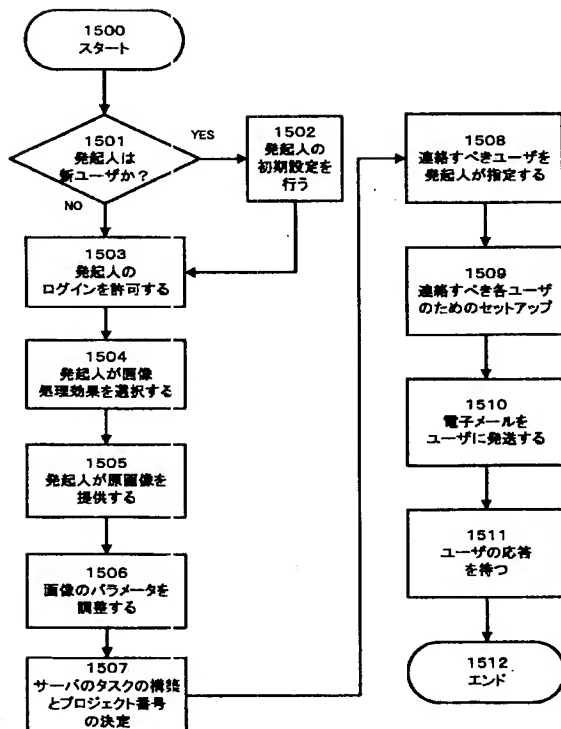 1500
スタート
1501
発起人は
新ユーザか?
YES
NO
1502
発起人の
初期設定を
行う
1503
発起人の
ログインを許可する
1504
発起人が画像
処理効果を選択する
1505
発起人が原画像を
提供する
1506
画像のパラメータを
調整する
1507
サーバのタスクの構築
とプロジェクト番号
の決定
1508
連絡すべきユーザを
発起人が指定する
1509
連絡すべき各ユーザ
のためのセットアップ
1510
電子メールを
ユーザに発送する
1511
ユーザの応答
を待つ
1512
エンド